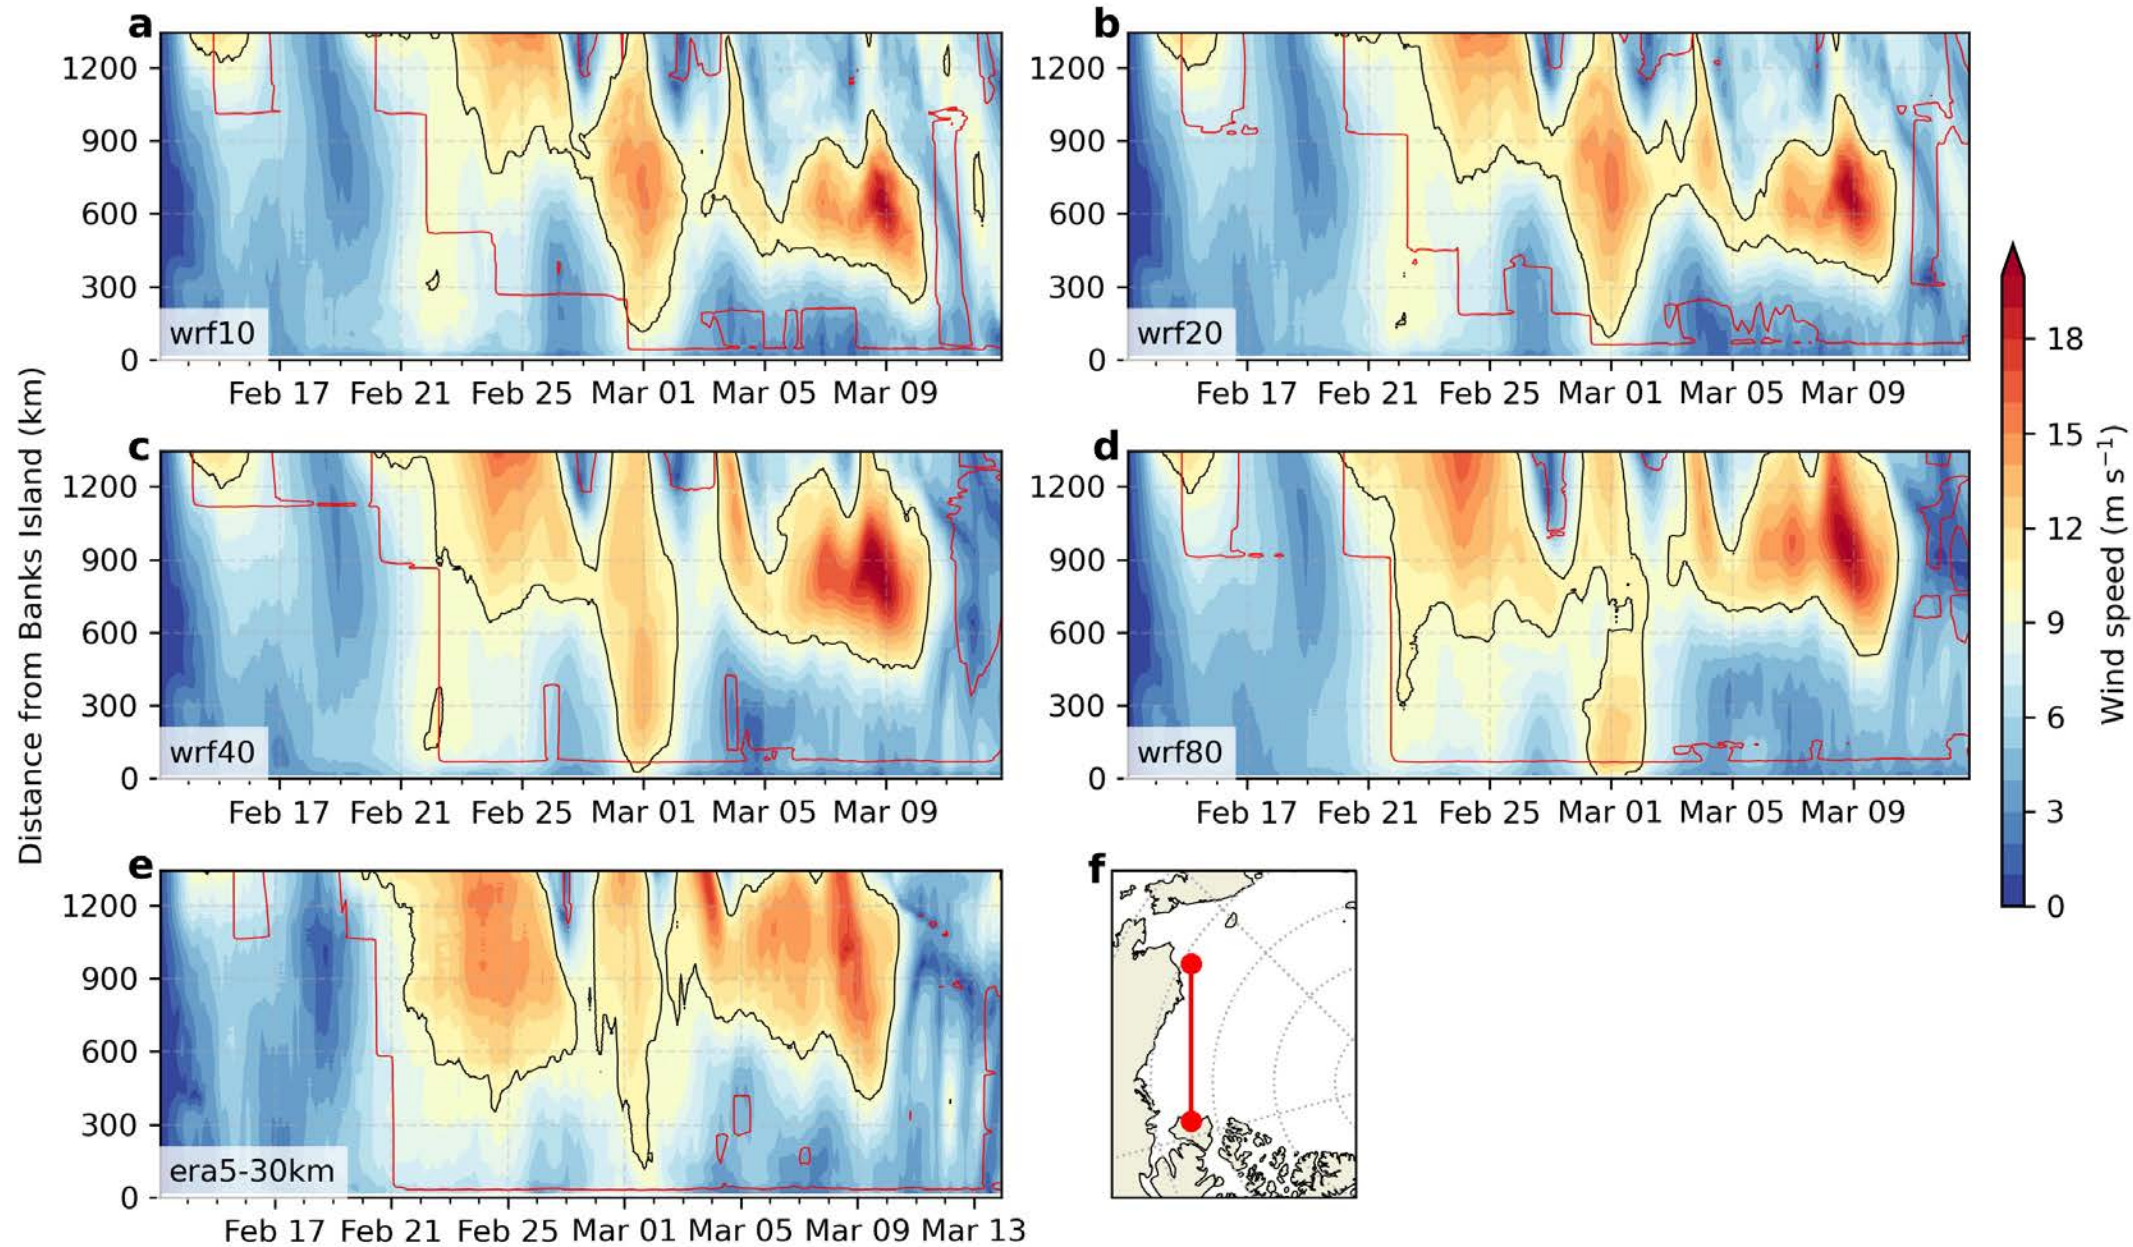 a
b
1200
900
600
300
0
wrf10
Feb 17 Feb 21 Feb 25 Mar 01 Mar 05 Mar 09
1200
900
600
300
0
wrf20
Feb 17 Feb 21 Feb 25 Mar 01 Mar 05 Mar 09
c
d
1200
900
600
300
0
wrf40
Feb 17 Feb 21 Feb 25 Mar 01 Mar 05 Mar 09
1200
900
600
300
0
wrf80
Feb 17 Feb 21 Feb 25 Mar 01 Mar 05 Mar 09
e
f
1200
900
600
300
0
era5-30km
Feb 17 Feb 21 Feb 25 Mar 01 Mar 05 Mar 09 Mar 13
Distance from Banks Island (km)
18
15
12
9
6
3
0
Wind speed (m s⁻¹)